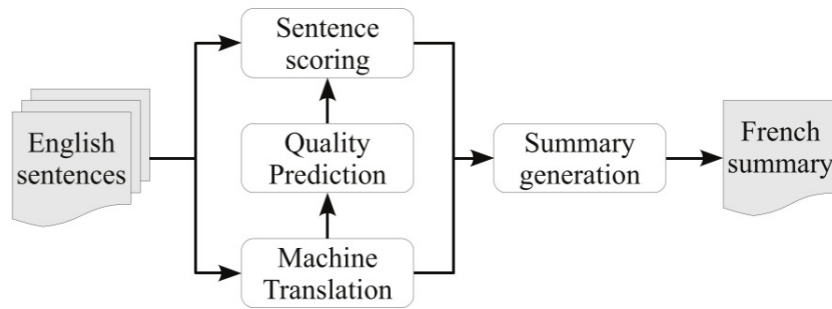 English
sentences
Sentence
scoring
Quality
Prediction
Machine
Translation
Summary
generation
French
summary